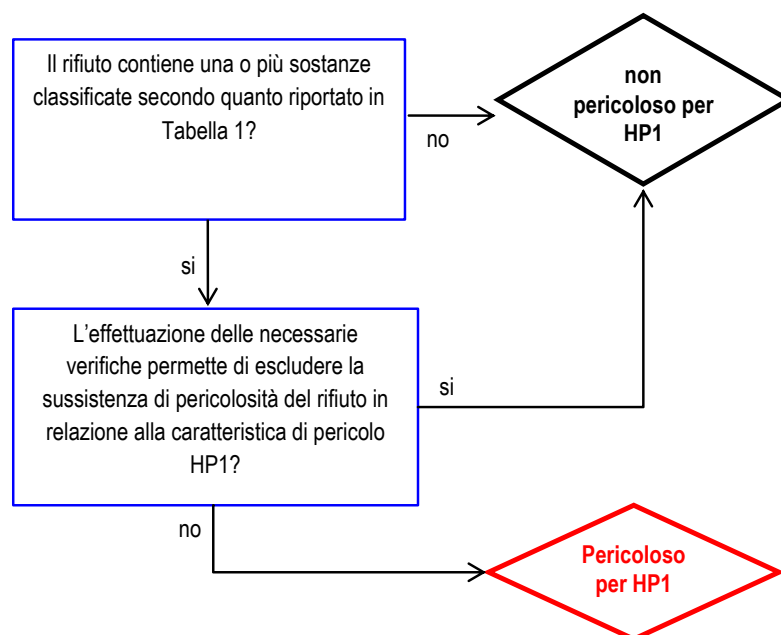 Il rifiuto contiene una o più sostanze
classificate secondo quanto riportato in
Tabella 1?
no
non
pericoloso per
HP1
si
L'effettuazione delle necessarie
verifiche permette di escludere la
sussistenza di pericolosità del rifiuto in
relazione alla caratteristica di pericolo
HP1?
si
no
Pericoloso
per HP1